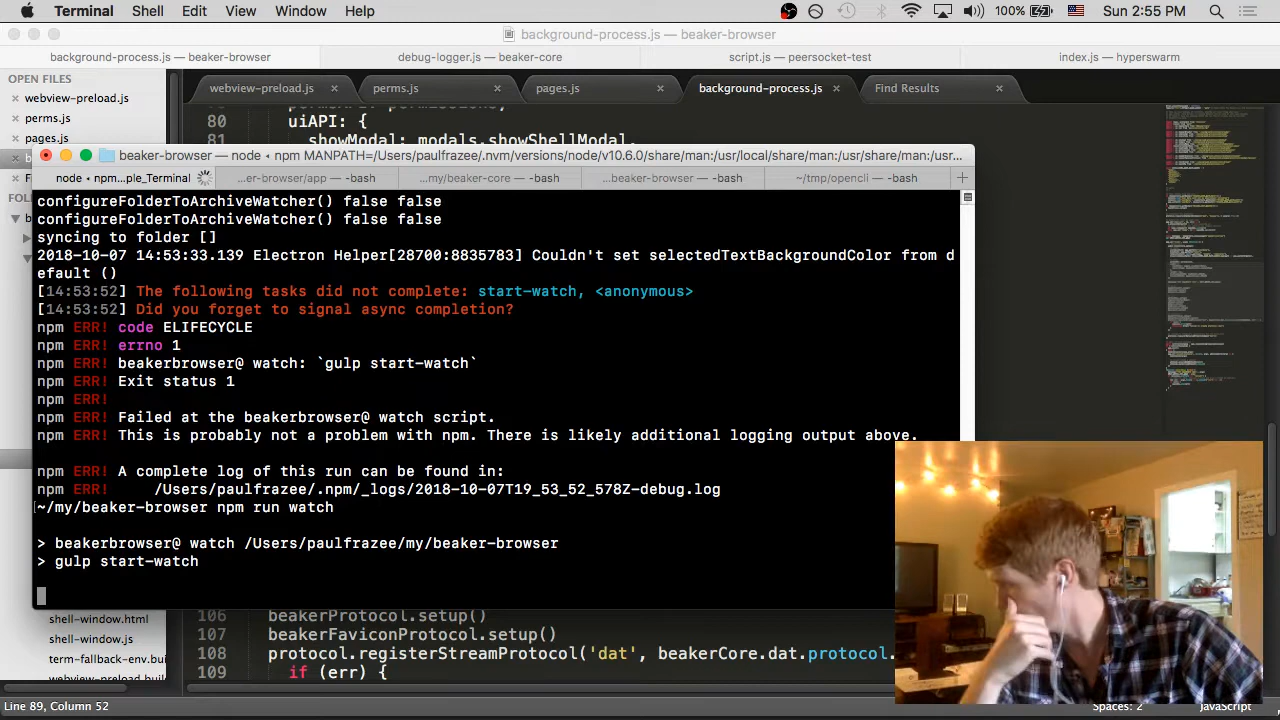 Shell Edit View Window Help 100% Sun 2:55 PM
background-process.js — beaker-browser
background-process.js — beaker-browser debug-logger.js — beaker-core script.js — peersocket-test index.js — hyperswarm
OPEN FILES
webview-preload.js perms.js pages.js background-process.js Find Results
webview-preload.js
perms.js
pages.js
80 uiAPI: {
81
beaker-browser — node ◂ npm MANPATH=/Users/paulfrazee/.nvm/versions/node/v10.6.0/share/man:/usr/local/share/man:/usr/share/man:/usr...
node ◂ npm...ple_Terminal ...er-browser/app — -bash ...my/bea -bash ...beaker-browser — -bash ~/tmp/opencli — -bash
configureFolderToArchiveWatcher() false false
configureFolderToArchiveWatcher() false false
syncing to folder []
14:53:33.139 Electron Helper Couldn't set selectedTextBackgroundColor from d
efault ()
[14:53:52] The following tasks did not complete: start-watch, <anonymous>
[14:53:52] Did you forget to signal async completion?
npm ERR! code ELIFECYCLE
npm ERR! errno 1
npm ERR! beakerbrowser@ watch: `gulp start-watch`
npm ERR! Exit status 1
npm ERR!
npm ERR! Failed at the beakerbrowser@ watch script.
npm ERR! This is probably not a problem with npm. There is likely additional logging output above.
npm ERR! A complete log of this run can be found in:
npm ERR! /Users/paulfrazee/.npm/_logs/2018-10-07T19_53_52_578Z-debug.log
~/my/beaker-browser npm run watch
> beakerbrowser@ watch /Users/paulfrazee/my/beaker-browser
> gulp start-watch
shell-window.html
shell-window.js
term-fallback-env.bui
webview-preload.buil
106 beakerProtocol.setup()
107 beakerFaviconProtocol.setup()
108 protocol.registerStreamProtocol('dat', beakerCore.dat.protocol.
109 if (err) {
Line 89, Column 52 Spaces: 2 JavaScript